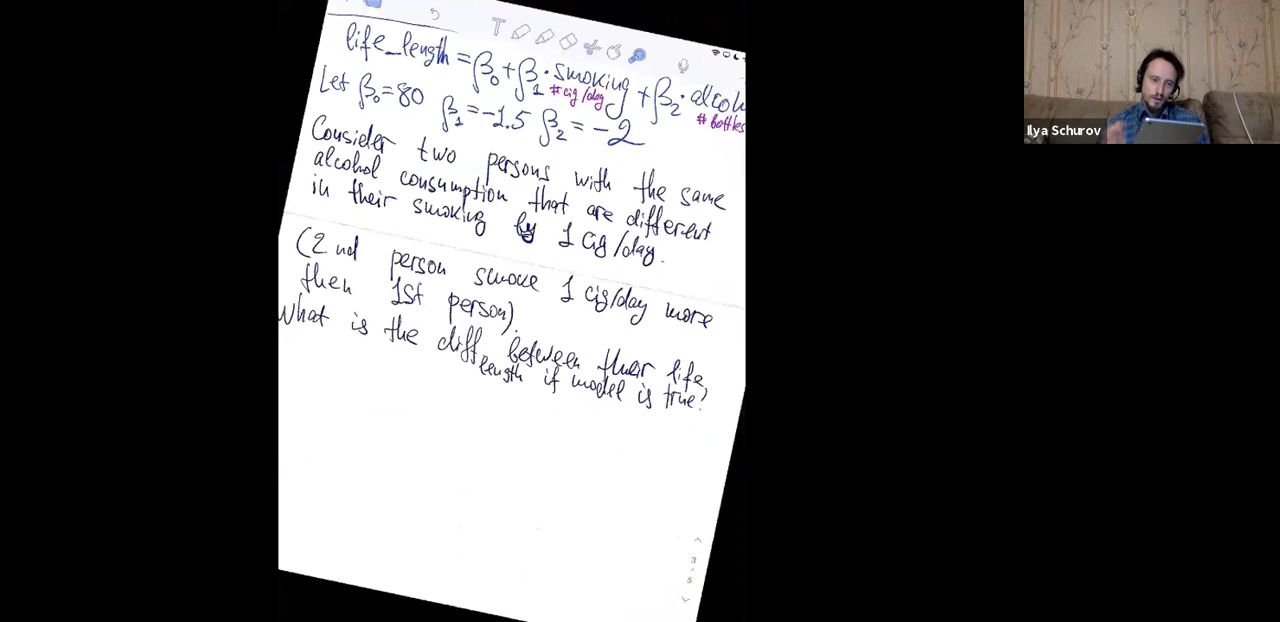 life_length = β₀ + β₁ · smoking + β₂ · alcoh
#cig/day
#bottles
Let β₀ = 80 β₁ = -1.5 β₂ = -2
Consider two persons with the same
alcohol consumption that are different
in their smoking by 1 cig/day.
(2nd person smoke 1 cig/day more
then 1st person).
What is the diff between their life
length if model is true?
3
5
Ilya Schurov